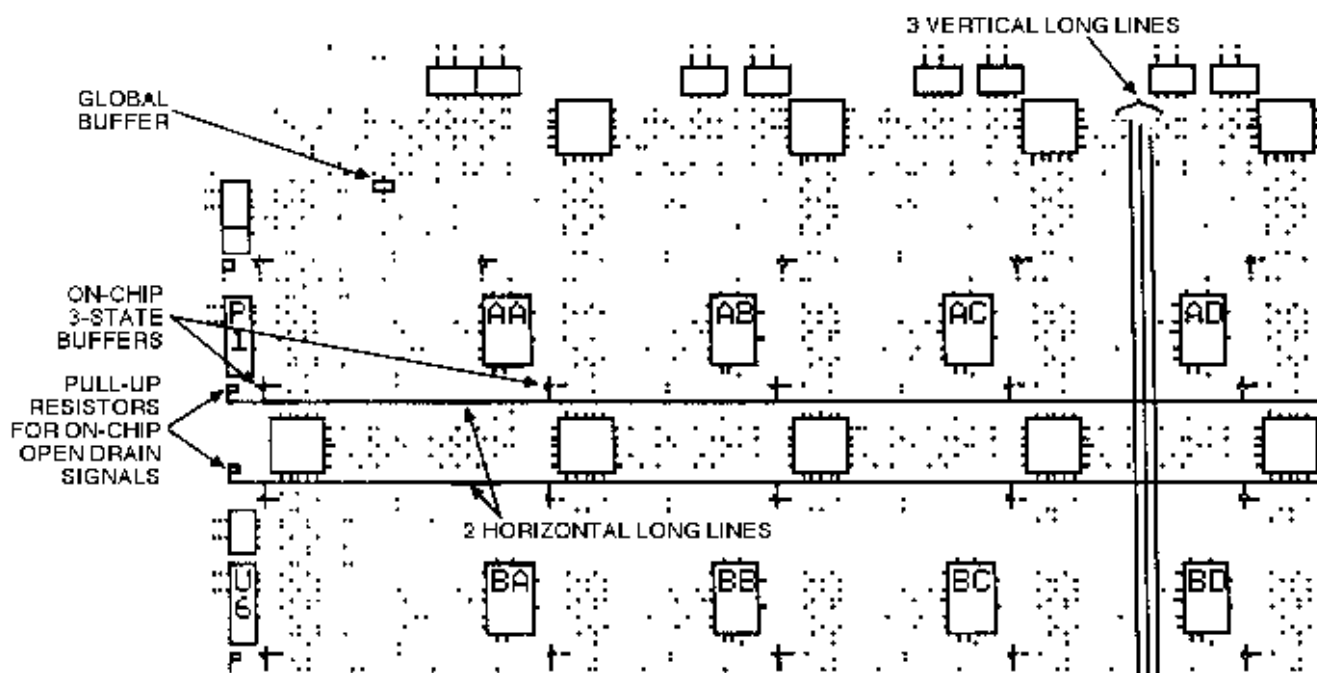 3 VERTICAL LONG LINES
GLOBAL
BUFFER
ON-CHIP
3-STATE
BUFFERS
P
1
AA
AB
AC
AD
PULL-UP
RESISTORS
FOR ON-CHIP
OPEN DRAIN
SIGNALS
2 HORIZONTAL LONG LINES
U
6
BA
BB
BC
BD